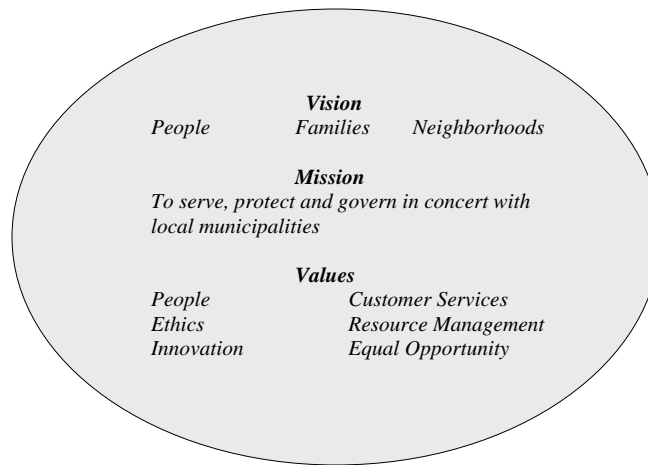 Vision
People Families Neighborhoods
Mission
To serve, protect and govern in concert with
local municipalities
Values
People Customer Services
Ethics Resource Management
Innovation Equal Opportunity